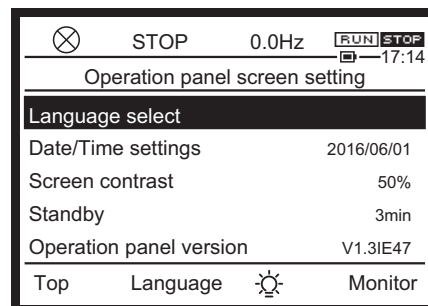 STOP 0.0Hz RUN STOP
17:14
Operation panel screen setting
Language select
Date/Time settings 2016/06/01
Screen contrast 50%
Standby 3min
Operation panel version V1.3IE47
Top Language Monitor